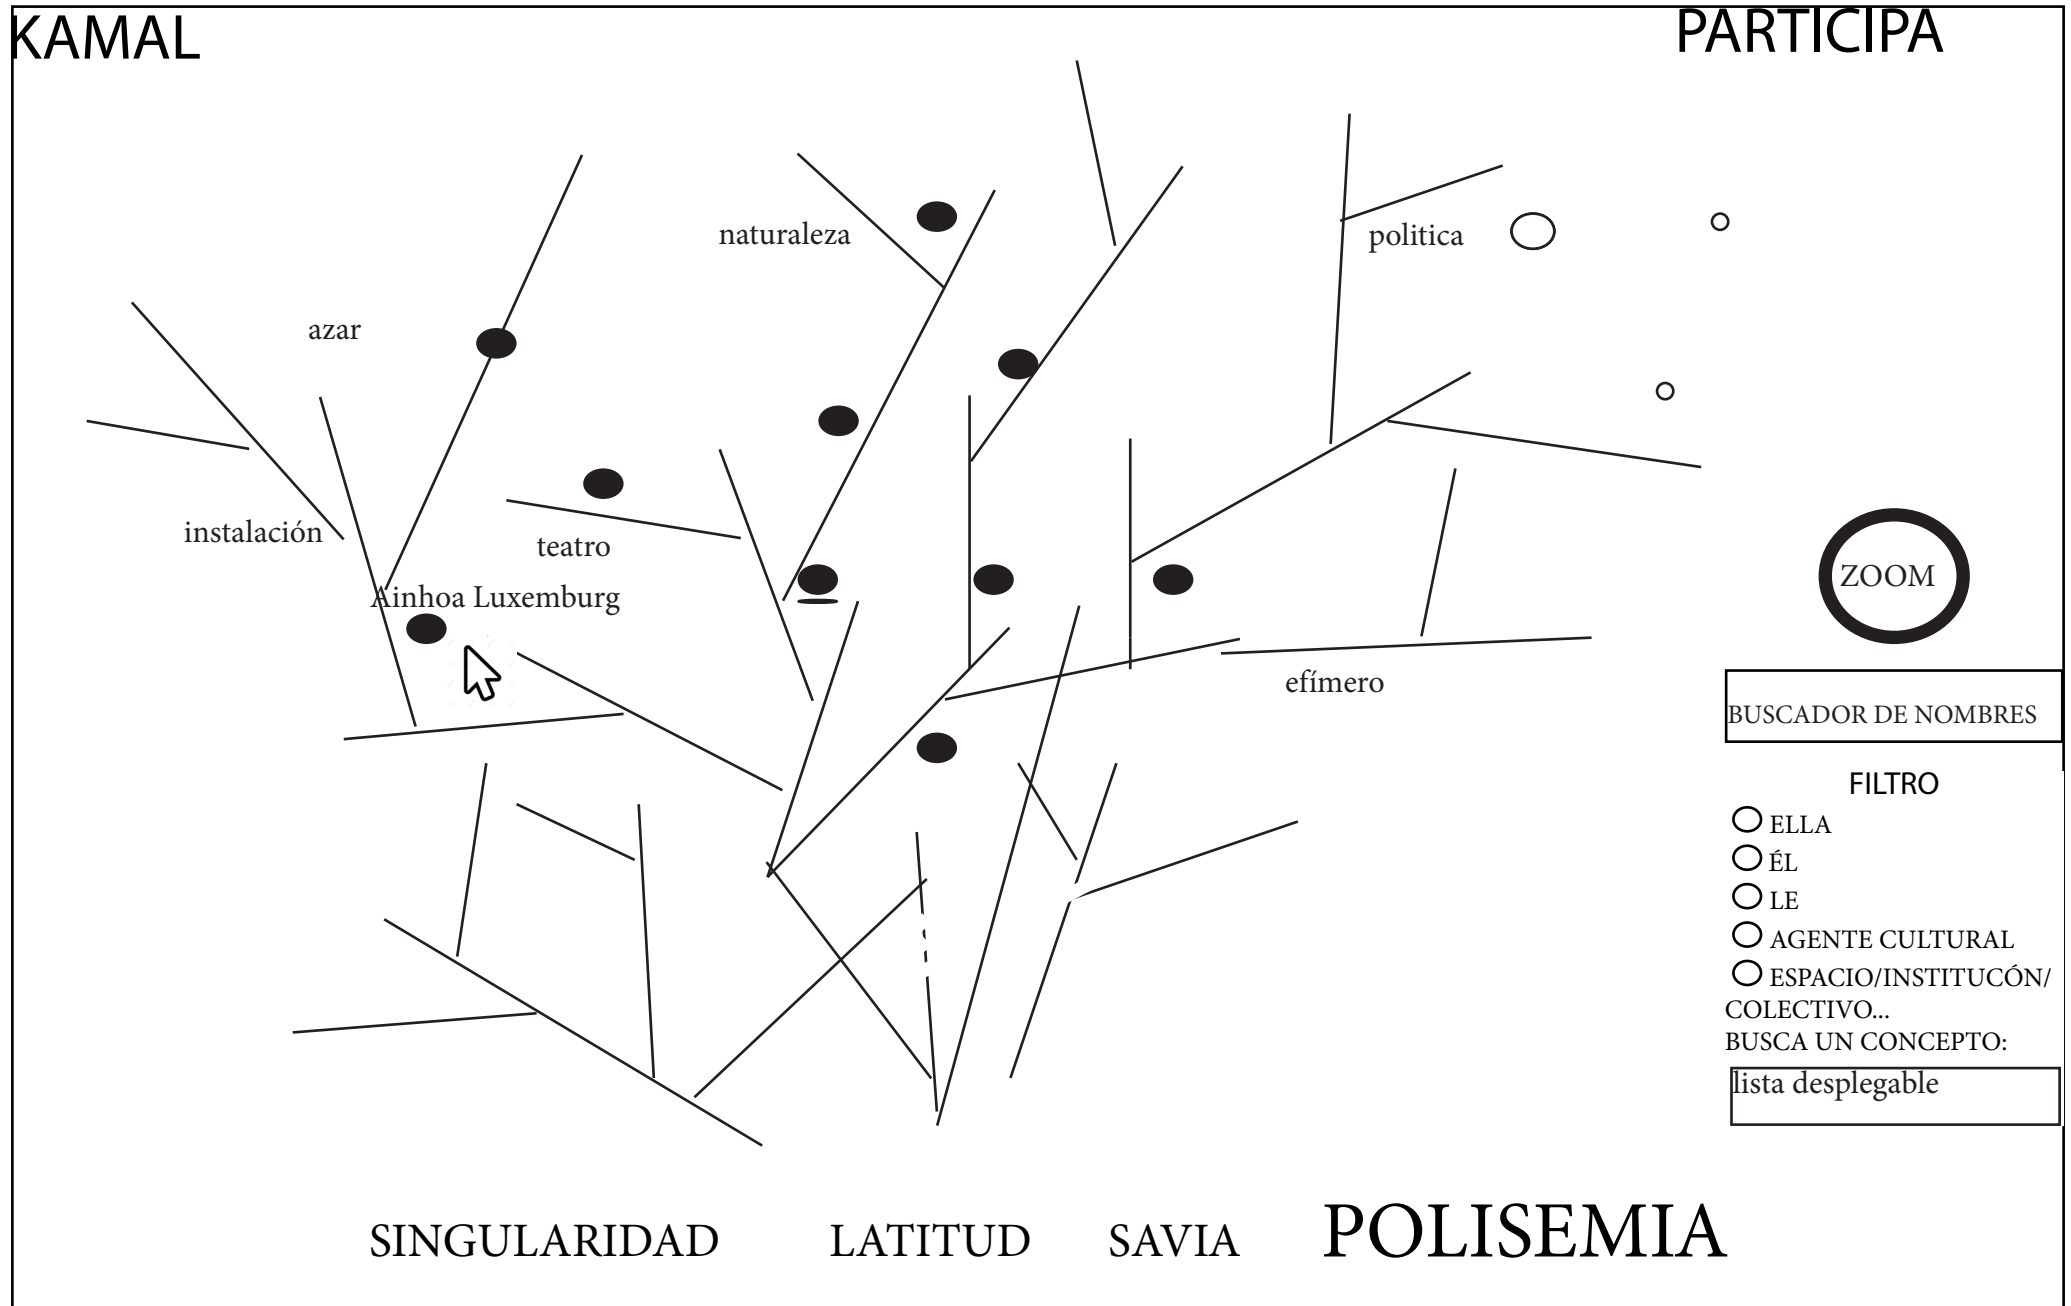 KAMAL
PARTICIPA
naturaleza
politica
azar
instalación
teatro
Ainhoa Luxemburg
ZOOM
efímero
BUSCADOR DE NOMBRES
FILTRO
ELLA
ÉL
LE
AGENTE CULTURAL
ESPACIO/INSTITUCÓN/
COLECTIVO...
BUSCA UN CONCEPTO:
lista desplegable
SINGULARIDAD
LATITUD
SAVIA
POLISEMIA